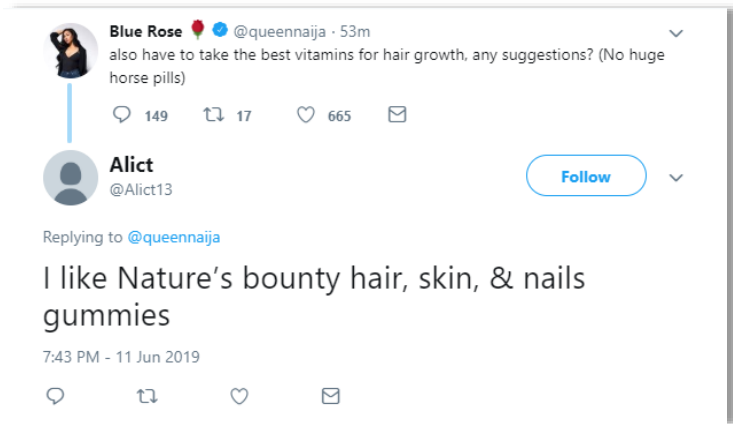 Blue Rose 🌹 @queennaija · 53m
also have to take the best vitamins for hair growth, any suggestions? (No huge
horse pills)
149 17 665
Alict
@Alict13
Follow
Replying to @queennaija
I like Nature’s bounty hair, skin, & nails
gummies
7:43 PM - 11 Jun 2019